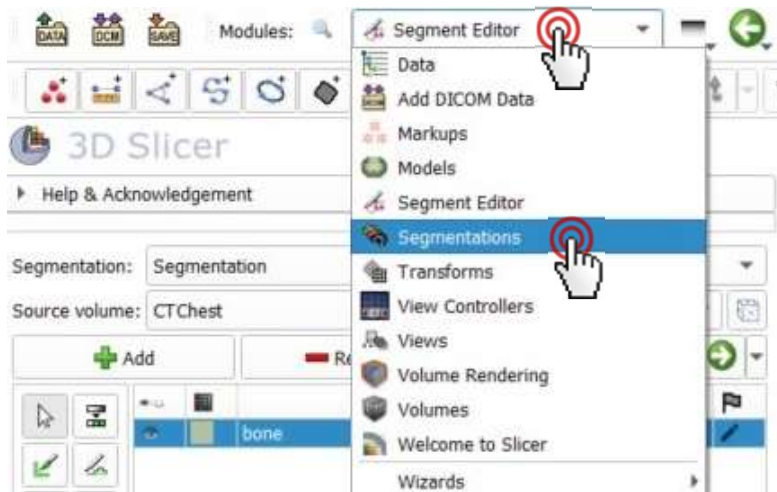 DATA DCM SAVE Modules: Segment Editor
Data
Add DICOM Data
Markups
3D Slicer
Models
Help & Acknowledgement
Segment Editor
Segmentations
Segmentation: Segmentation
Transforms
Source volume: CTChest
View Controllers
Views
Add Re
Volume Rendering
Volumes
bone
Welcome to Slicer
Wizards